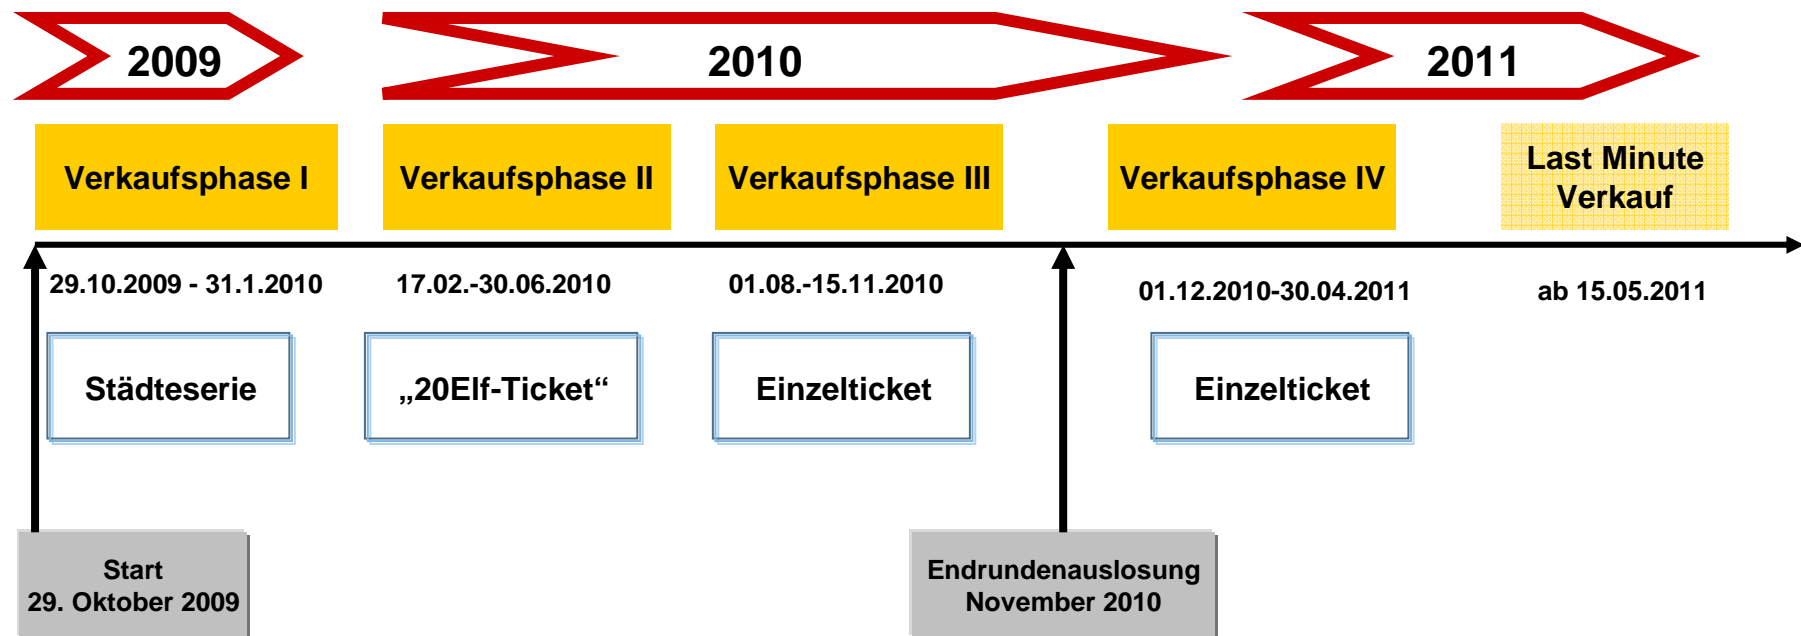 2009
2010
2011
Verkaufsphase I
Verkaufsphase II
Verkaufsphase III
Verkaufsphase IV
Last Minute
Verkauf
29.10.2009 - 31.1.2010
17.02.-30.06.2010
01.08.-15.11.2010
01.12.2010-30.04.2011
ab 15.05.2011
Städteserie
„20Elf-Ticket“
Einzelticket
Einzelticket
Start
29. Oktober 2009
Endrundenauslosung
November 2010